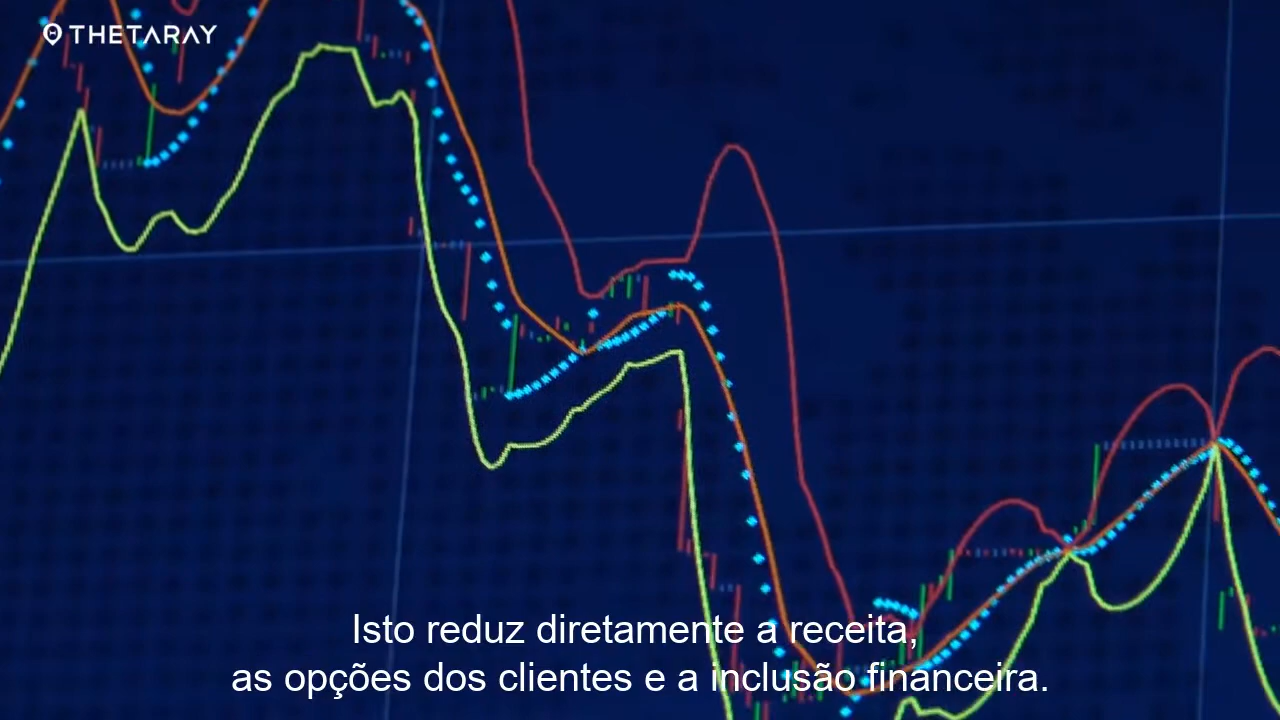 THETARAY
Isto reduz diretamente a receita,
as opções dos clientes e a inclusão financeira.